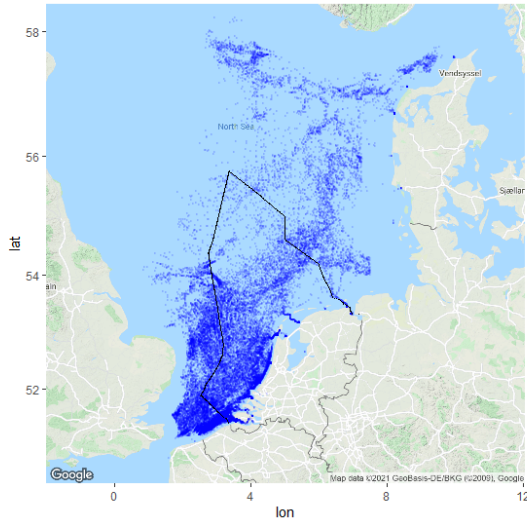 58
Vendsyssel
North Sea
56
Sjællan
lat
54
ain
52
Google
Map data ©2021 GeoBasis-DE/BKG (©2009), Google
0
4
8
12
lon